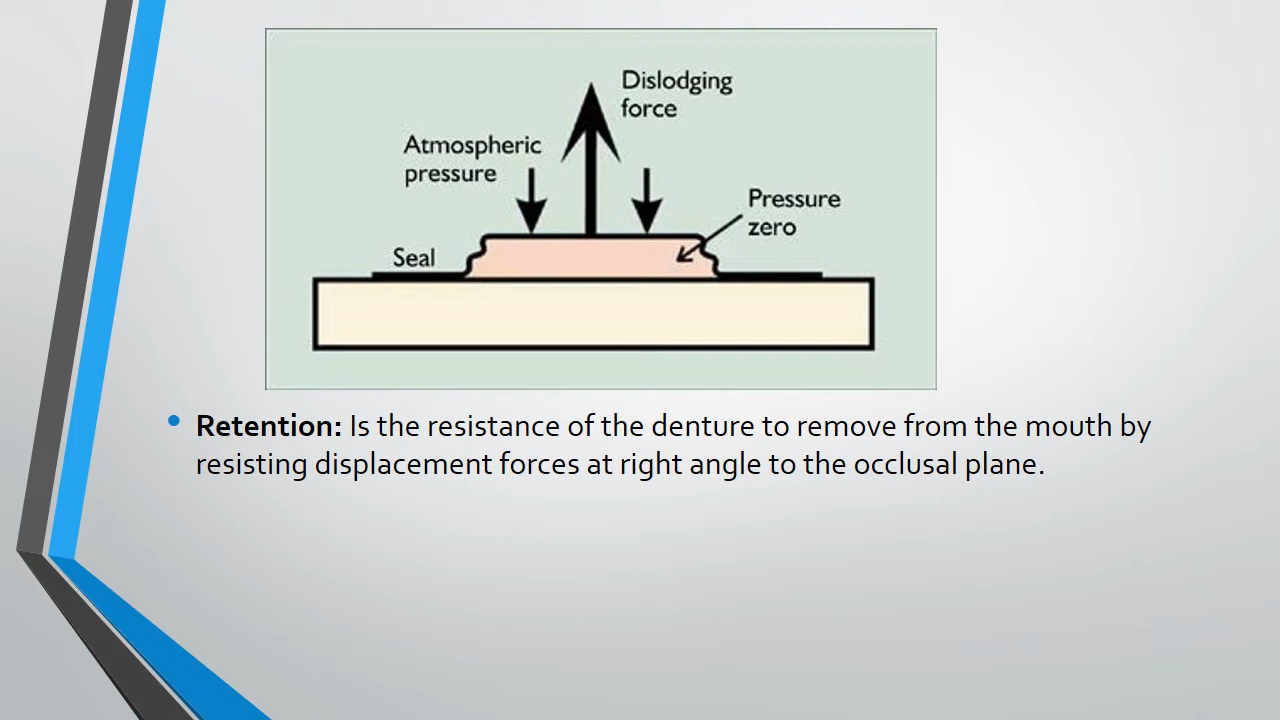 Dislodging
force
Atmospheric
pressure
Pressure
zero
Seal
• Retention: Is the resistance of the denture to remove from the mouth by
resisting displacement forces at right angle to the occlusal plane.